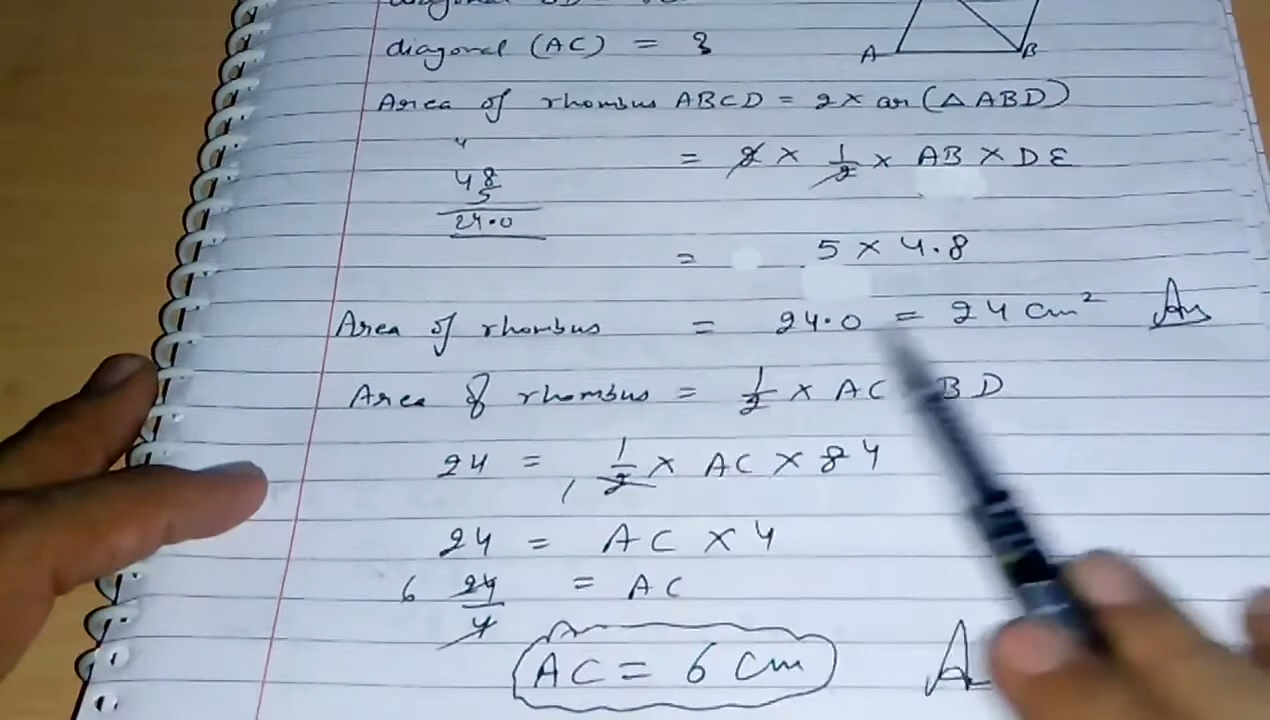 diagonal (AC) = ?
A B
Area of rhombus ABCD = 2 × ar (△ ABD)
= 2 × 1/2 × AB × DE
4
48
5
24.0
= 5 × 4.8
Area of rhombus = 24.0 = 24 cm² Ans
Area of rhombus = 1/2 × AC BD
24 = 1/2 × AC × 8 4
1
24 = AC × 4
6 24/4 = AC
AC = 6 cm A